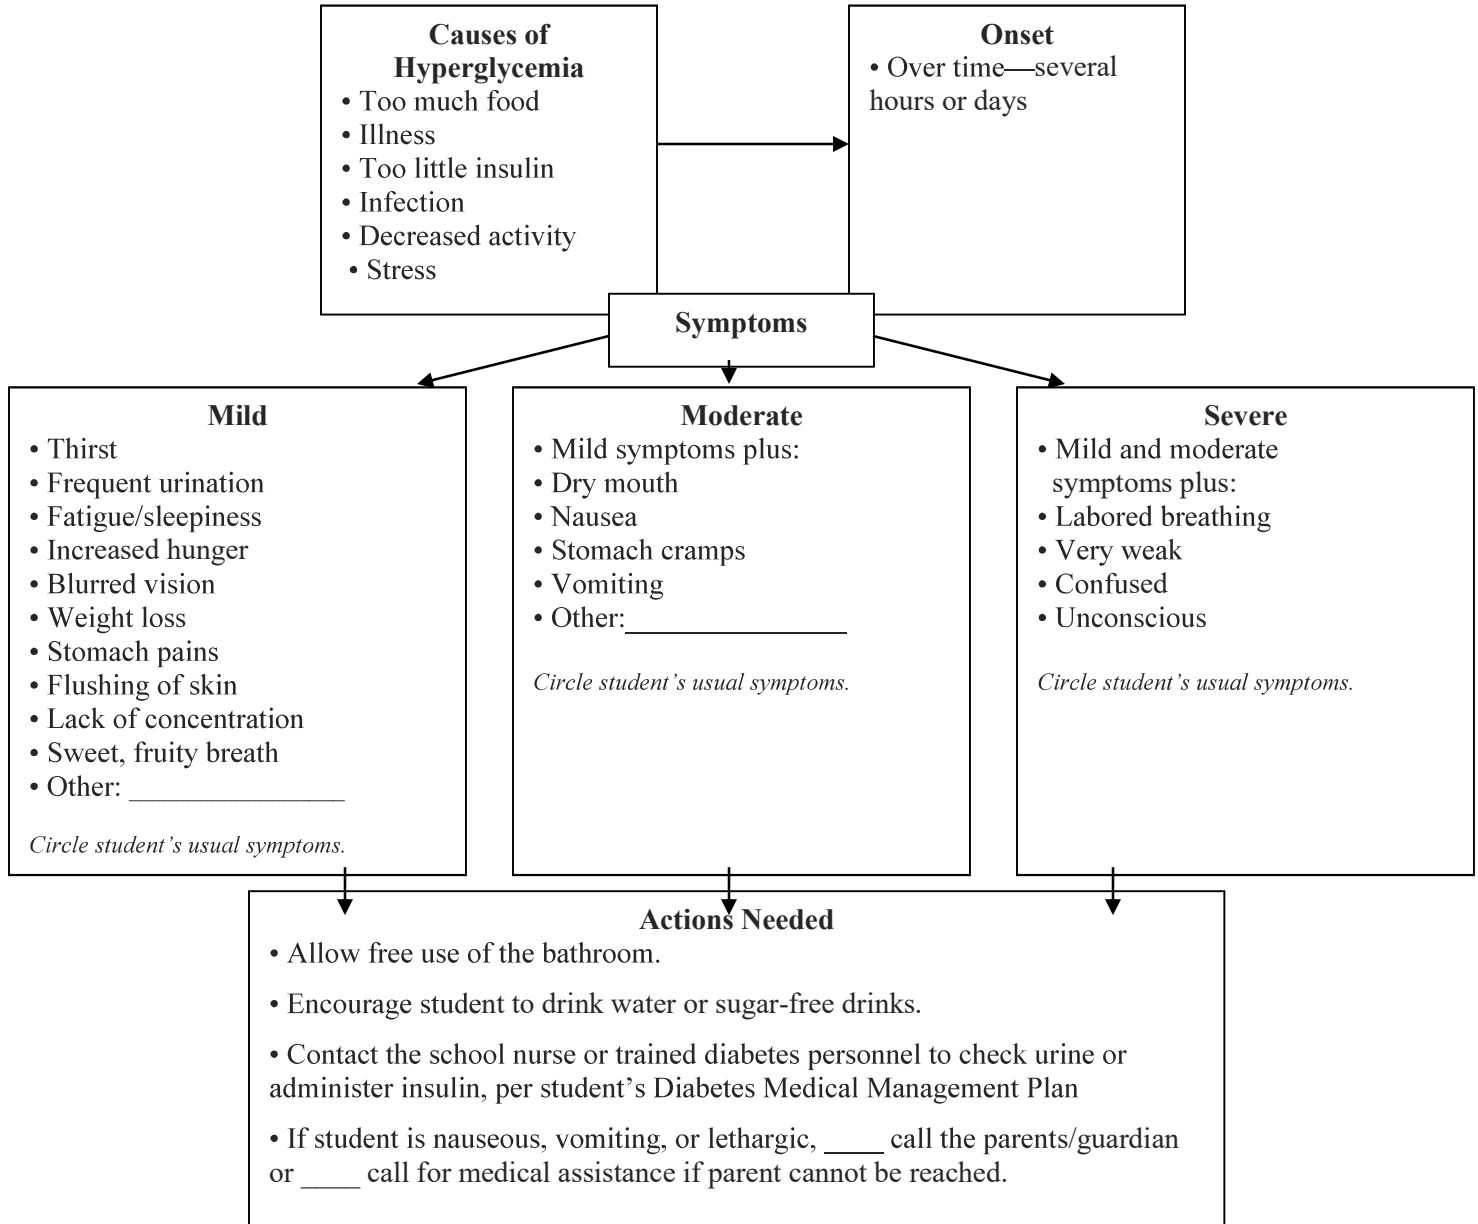 Causes of
Hyperglycemia
• Too much food
• Illness
• Too little insulin
• Infection
• Decreased activity
• Stress
Onset
• Over time—several
hours or days
Symptoms
Mild
• Thirst
• Frequent urination
• Fatigue/sleepiness
• Increased hunger
• Blurred vision
• Weight loss
• Stomach pains
• Flushing of skin
• Lack of concentration
• Sweet, fruity breath
• Other: __________________
Circle student’s usual symptoms.
Moderate
• Mild symptoms plus:
• Dry mouth
• Nausea
• Stomach cramps
• Vomiting
• Other:__________________
Circle student’s usual symptoms.
Severe
• Mild and moderate
symptoms plus:
• Labored breathing
• Very weak
• Confused
• Unconscious
Circle student’s usual symptoms.
Actions Needed
• Allow free use of the bathroom.
• Encourage student to drink water or sugar-free drinks.
• Contact the school nurse or trained diabetes personnel to check urine or
administer insulin, per student’s Diabetes Medical Management Plan
• If student is nauseous, vomiting, or lethargic, ____ call the parents/guardian
or ____ call for medical assistance if parent cannot be reached.